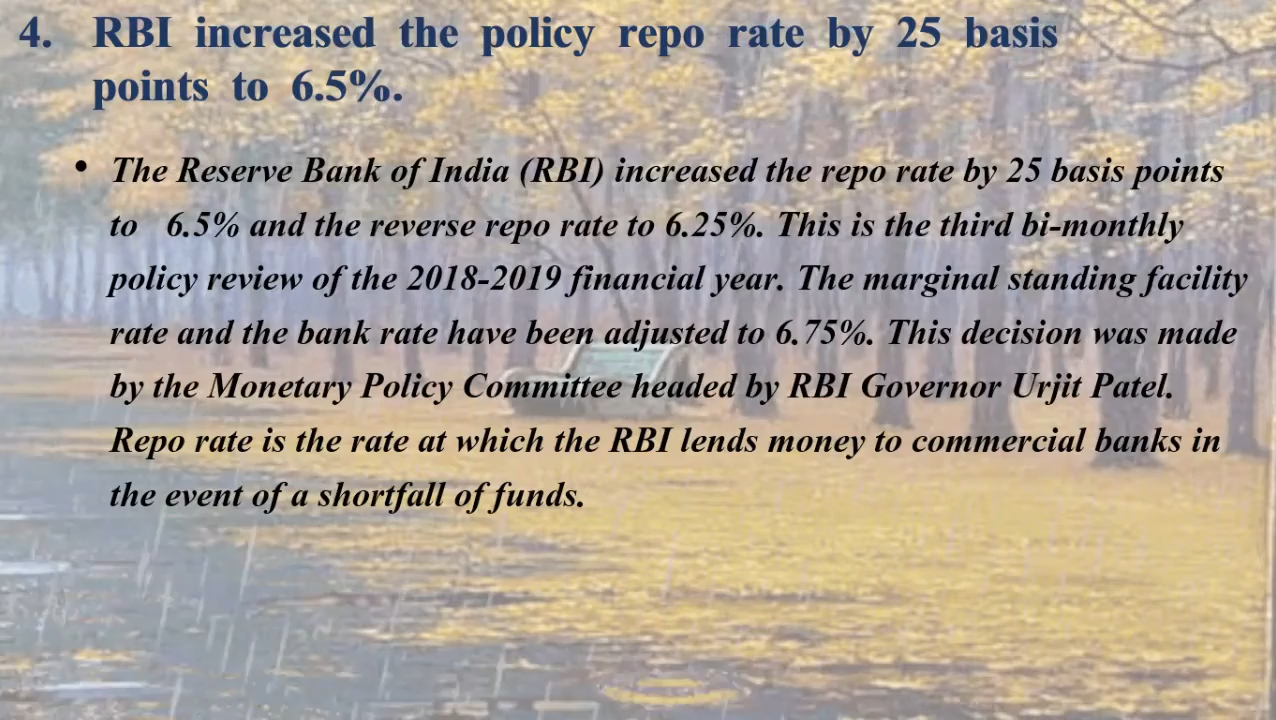 4. RBI increased the policy repo rate by 25 basis
points to 6.5%.
• The Reserve Bank of India (RBI) increased the repo rate by 25 basis points
to 6.5% and the reverse repo rate to 6.25%. This is the third bi-monthly
policy review of the 2018-2019 financial year. The marginal standing facility
rate and the bank rate have been adjusted to 6.75%. This decision was made
by the Monetary Policy Committee headed by RBI Governor Urjit Patel.
Repo rate is the rate at which the RBI lends money to commercial banks in
the event of a shortfall of funds.